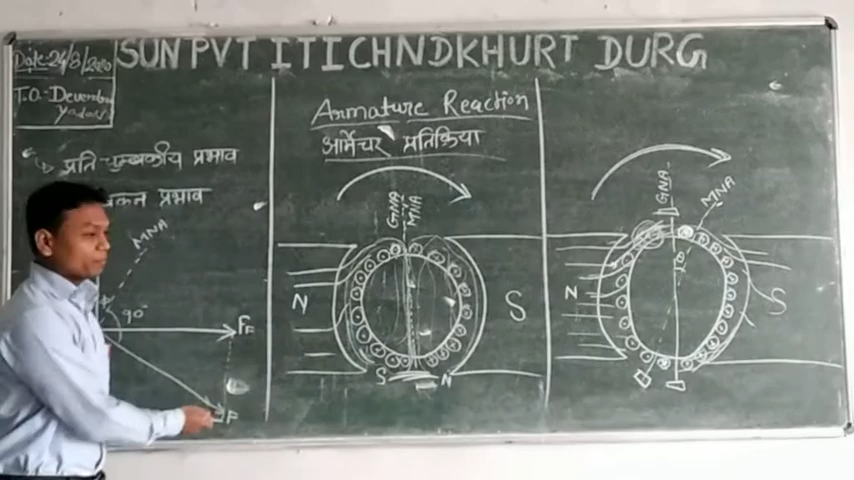 SUN PVT ITI CHNDKHURI DURG
Date-24/8/2020
T.O-Devendra
Yadav
प्रति-चुम्बकीय प्रभाव
प्रभाव
MNA
90°
F
Armature Reaction
आर्मेचर प्रतिक्रिया
GNA
MNA
N
S
S
N
GNA
MNA
θ
N
S